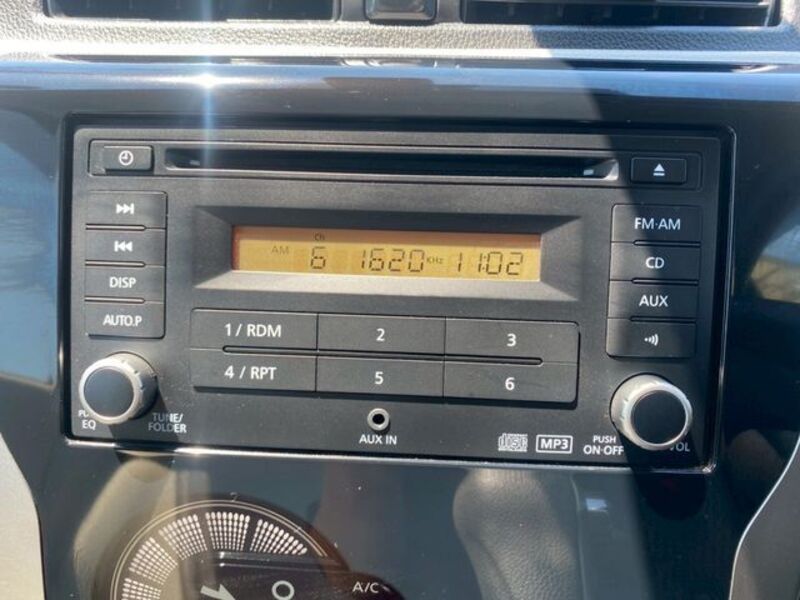 FM·AM
DISP
CD
AUTO.P
AUX
AM Ch 6 1620 KHz 11:02
1 / RDM 2 3
4 / RPT 5 6
EQ
TUNE/
FOLDER
AUX IN
MP3
PUSH
ON·OFF
VOL
A/C